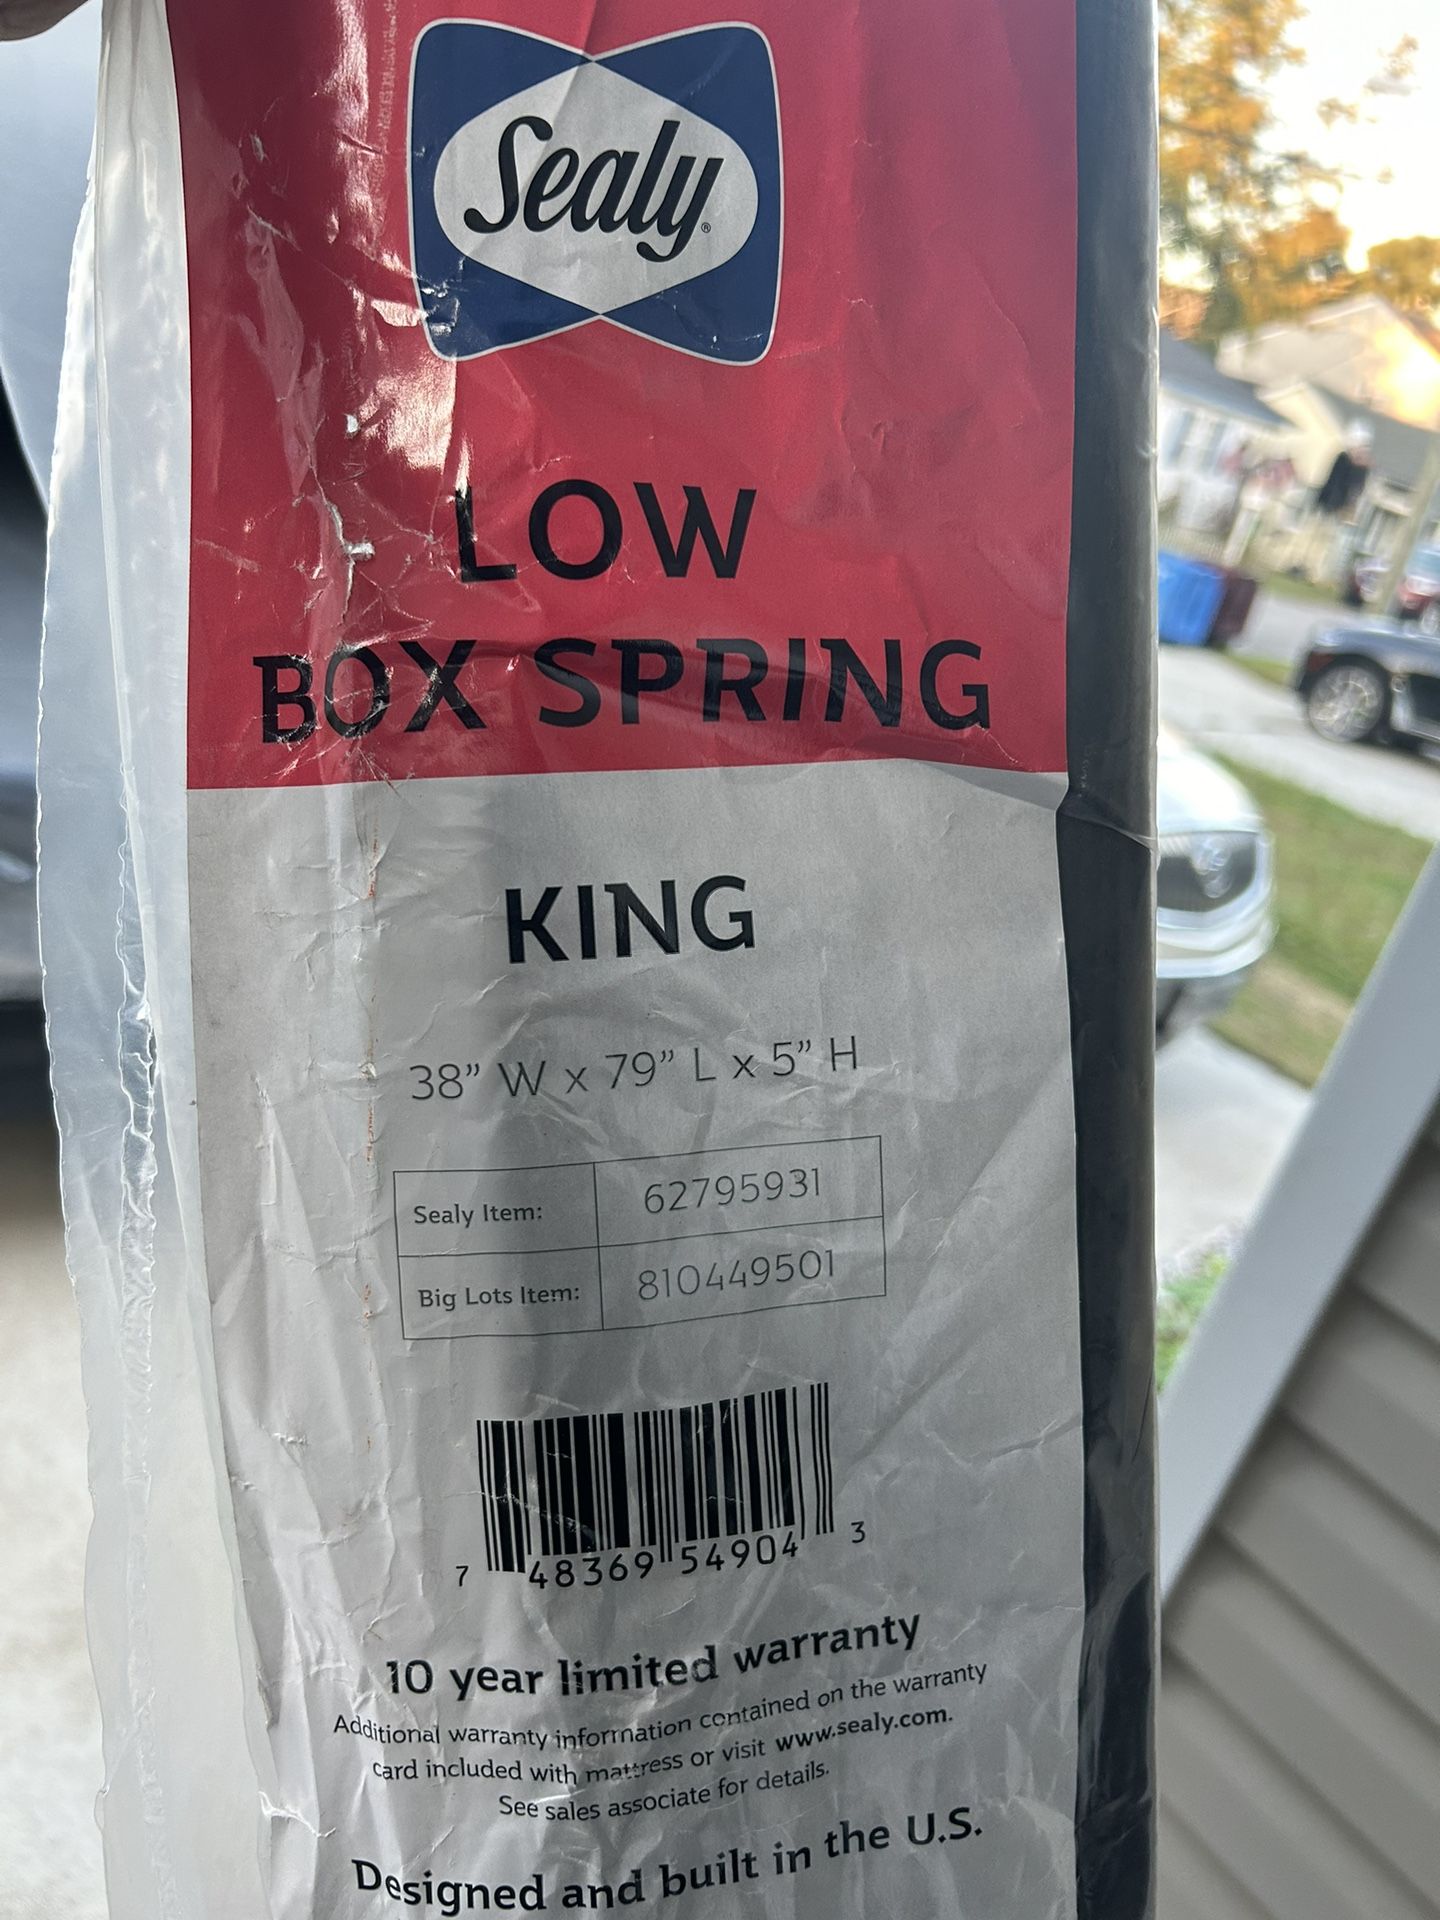 Sealy®
LOW
BOX SPRING
KING
38” W x 79” L x 5” H
Sealy Item: 62795931
Big Lots Item: 810449501
7 48369 54904 3
10 year limited warranty
Additional warranty information contained on the warranty
card included with mattress or visit www.sealy.com.
See sales associate for details.
Designed and built in the U.S.